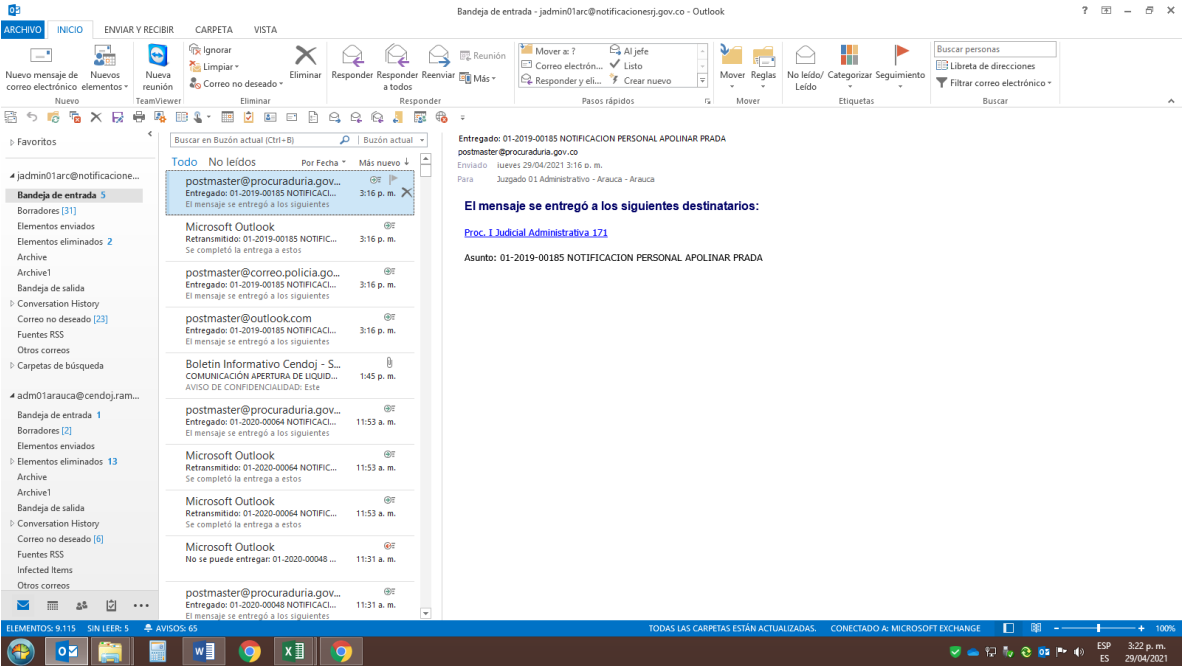 Bandeja de entrada - jadmin01arc@notificacionesrj.gov.co - Outlook
ARCHIVO INICIO ENVIAR Y RECIBIR CARPETA VISTA
Nuevo mensaje de correo electrónico
Nuevos elementos
Nuevo
Nueva reunión
TeamViewer
Ignorar
Limpiar
Correo no deseado
Eliminar
Eliminar
Responder
Responder a todos
Reenviar
Reunión
Más
Responder
Mover a: ?
Correo electrón...
Responder y eli...
Al jefe
Listo
Crear nuevo
Pasos rápidos
Mover
Reglas
Mover
No leído/ Leído
Categorizar
Seguimiento
Etiquetas
Buscar personas
Libreta de direcciones
Filtrar correo electrónico
Buscar
Favoritos
jadmin01arc@notificacione...
Bandeja de entrada 5
Borradores [31]
Elementos enviados
Elementos eliminados 2
Archive
Archive1
Bandeja de salida
Conversation History
Correo no deseado [23]
Fuentes RSS
Otros correos
Carpetas de búsqueda
adm01arauca@cendoj.ram...
Bandeja de entrada 1
Borradores [2]
Elementos enviados
Elementos eliminados 13
Archive
Archive1
Bandeja de salida
Conversation History
Correo no deseado [6]
Fuentes RSS
Infected Items
Otros correos
Buscar en Buzón actual (Ctrl+B) Buzón actual
Todo No leídos Por Fecha Más nuevo
postmaster@procuraduria.gov...
Entregado: 01-2019-00185 NOTIFICACI... 3:16 p. m.
El mensaje se entregó a los siguientes
Microsoft Outlook
Retransmitido: 01-2019-00185 NOTIFIC... 3:16 p. m.
Se completó la entrega a estos
postmaster@correo.policia.go...
Entregado: 01-2019-00185 NOTIFICACI... 3:16 p. m.
El mensaje se entregó a los siguientes
postmaster@outlook.com
Entregado: 01-2019-00185 NOTIFICACI... 3:16 p. m.
El mensaje se entregó a los siguientes
Boletin Informativo Cendoj - S...
COMUNICACIÓN APERTURA DE LIQUID... 1:45 p. m.
AVISO DE CONFIDENCIALIDAD: Este
postmaster@procuraduria.gov...
Entregado: 01-2020-00064 NOTIFICACI... 11:53 a. m.
El mensaje se entregó a los siguientes
Microsoft Outlook
Retransmitido: 01-2020-00064 NOTIFIC... 11:53 a. m.
Se completó la entrega a estos
Microsoft Outlook
Retransmitido: 01-2020-00064 NOTIFIC... 11:53 a. m.
Se completó la entrega a estos
Microsoft Outlook
No se puede entregar: 01-2020-00048 ... 11:31 a. m.
postmaster@procuraduria.gov...
Entregado: 01-2020-00048 NOTIFICACI... 11:31 a. m.
El mensaje se entregó a los siguientes
Entregado: 01-2019-00185 NOTIFICACION PERSONAL APOLINAR PRADA
postmaster@procuraduria.gov.co
Enviado jueves 29/04/2021 3:16 p. m.
Para Juzgado 01 Administrativo - Arauca - Arauca
El mensaje se entregó a los siguientes destinatarios:
Proc. I Judicial Administrativa 171
Asunto: 01-2019-00185 NOTIFICACION PERSONAL APOLINAR PRADA
ELEMENTOS: 9.115 SIN LEER: 5 AVISOS: 65 TODAS LAS CARPETAS ESTÁN ACTUALIZADAS. CONECTADO A: MICROSOFT EXCHANGE 100%
ESP 3:22 p. m.
ES 29/04/2021